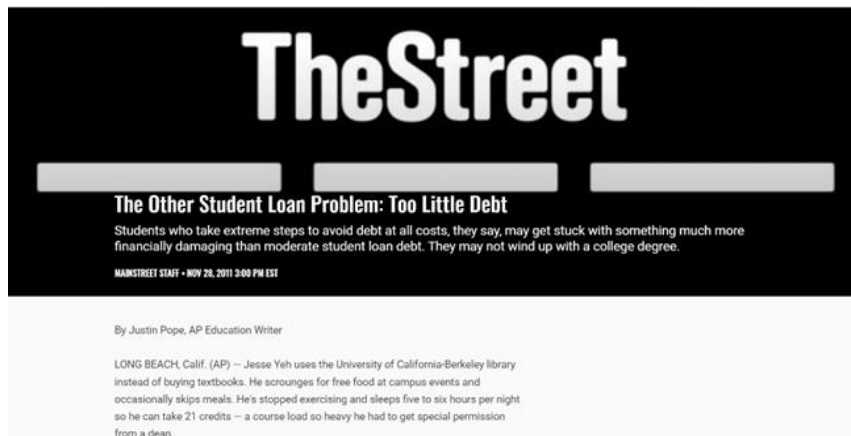 TheStreet
The Other Student Loan Problem: Too Little Debt
Students who take extreme steps to avoid debt at all costs, they say, may get stuck with something much more
financially damaging than moderate student loan debt. They may not wind up with a college degree.
MAINSTREET STAFF • NOV 28, 2011 3:00 PM EST
By Justin Pope, AP Education Writer
LONG BEACH, Calif. (AP) — Jesse Yeh uses the University of California-Berkeley library
instead of buying textbooks. He scrounges for free food at campus events and
occasionally skips meals. He's stopped exercising and sleeps five to six hours per night
so he can take 21 credits — a course load so heavy he had to get special permission
from a dean.